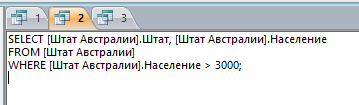 1 2 3
SELECT [Штат Австралии].Штат, [Штат Австралии].Население
FROM [Штат Австралии]
WHERE [Штат Австралии].Население > 3000;